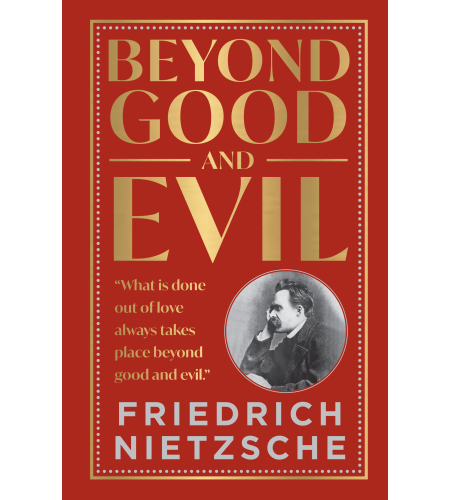 BEYOND
GOOD
AND
EVIL
“What is done
out of love
always takes
place beyond
good and evil.”
FRIEDRICH
NIETZSCHE